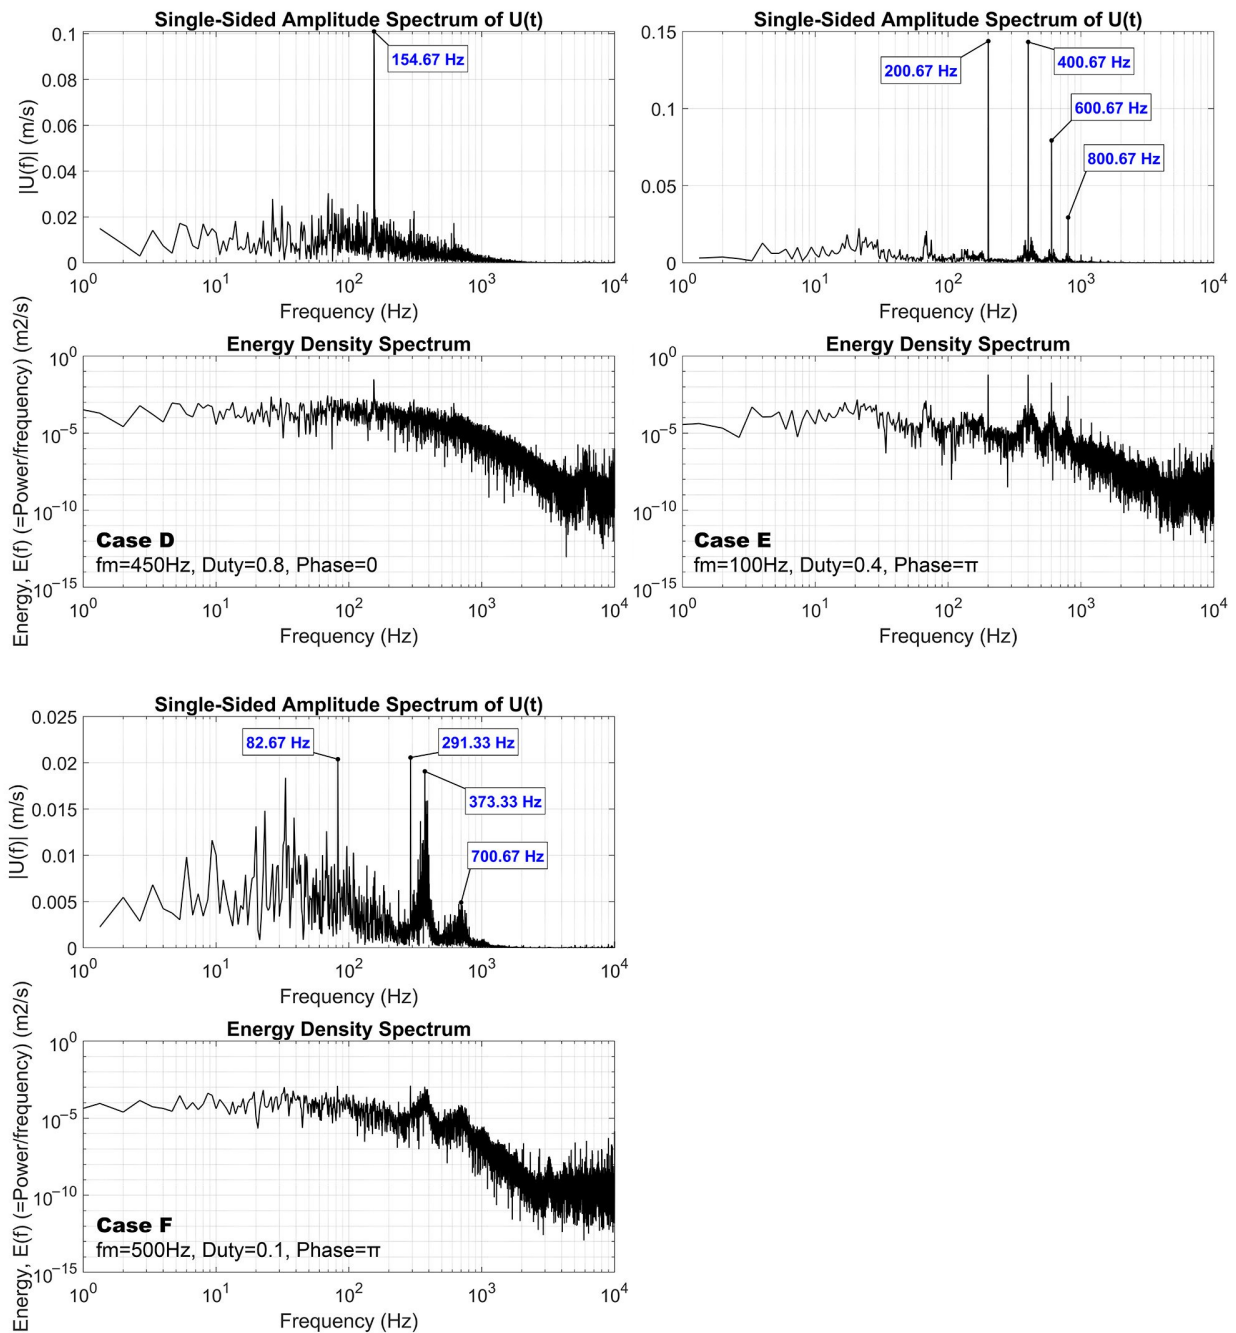 Single-Sided Amplitude Spectrum of U(t)
|U(f)| (m/s)
0.1
0.08
0.06
0.04
0.02
0
154.67 Hz
10^0 10^1 10^2 10^3 10^4
Frequency (Hz)
Single-Sided Amplitude Spectrum of U(t)
0.15
0.1
0.05
0
200.67 Hz
400.67 Hz
600.67 Hz
800.67 Hz
10^0 10^1 10^2 10^3 10^4
Frequency (Hz)
Energy Density Spectrum
Energy, E(f) (=Power/frequency) (m2/s)
10^0
10^-5
10^-10
10^-15
Case D
fm=450Hz, Duty=0.8, Phase=0
10^0 10^1 10^2 10^3 10^4
Frequency (Hz)
Energy Density Spectrum
10^0
10^-5
10^-10
10^-15
Case E
fm=100Hz, Duty=0.4, Phase=π
10^0 10^1 10^2 10^3 10^4
Frequency (Hz)
Single-Sided Amplitude Spectrum of U(t)
|U(f)| (m/s)
0.025
0.02
0.015
0.01
0.005
0
82.67 Hz
291.33 Hz
373.33 Hz
700.67 Hz
10^0 10^1 10^2 10^3 10^4
Frequency (Hz)
Energy Density Spectrum
Energy, E(f) (=Power/frequency) (m2/s)
10^0
10^-5
10^-10
10^-15
Case F
fm=500Hz, Duty=0.1, Phase=π
10^0 10^1 10^2 10^3 10^4
Frequency (Hz)